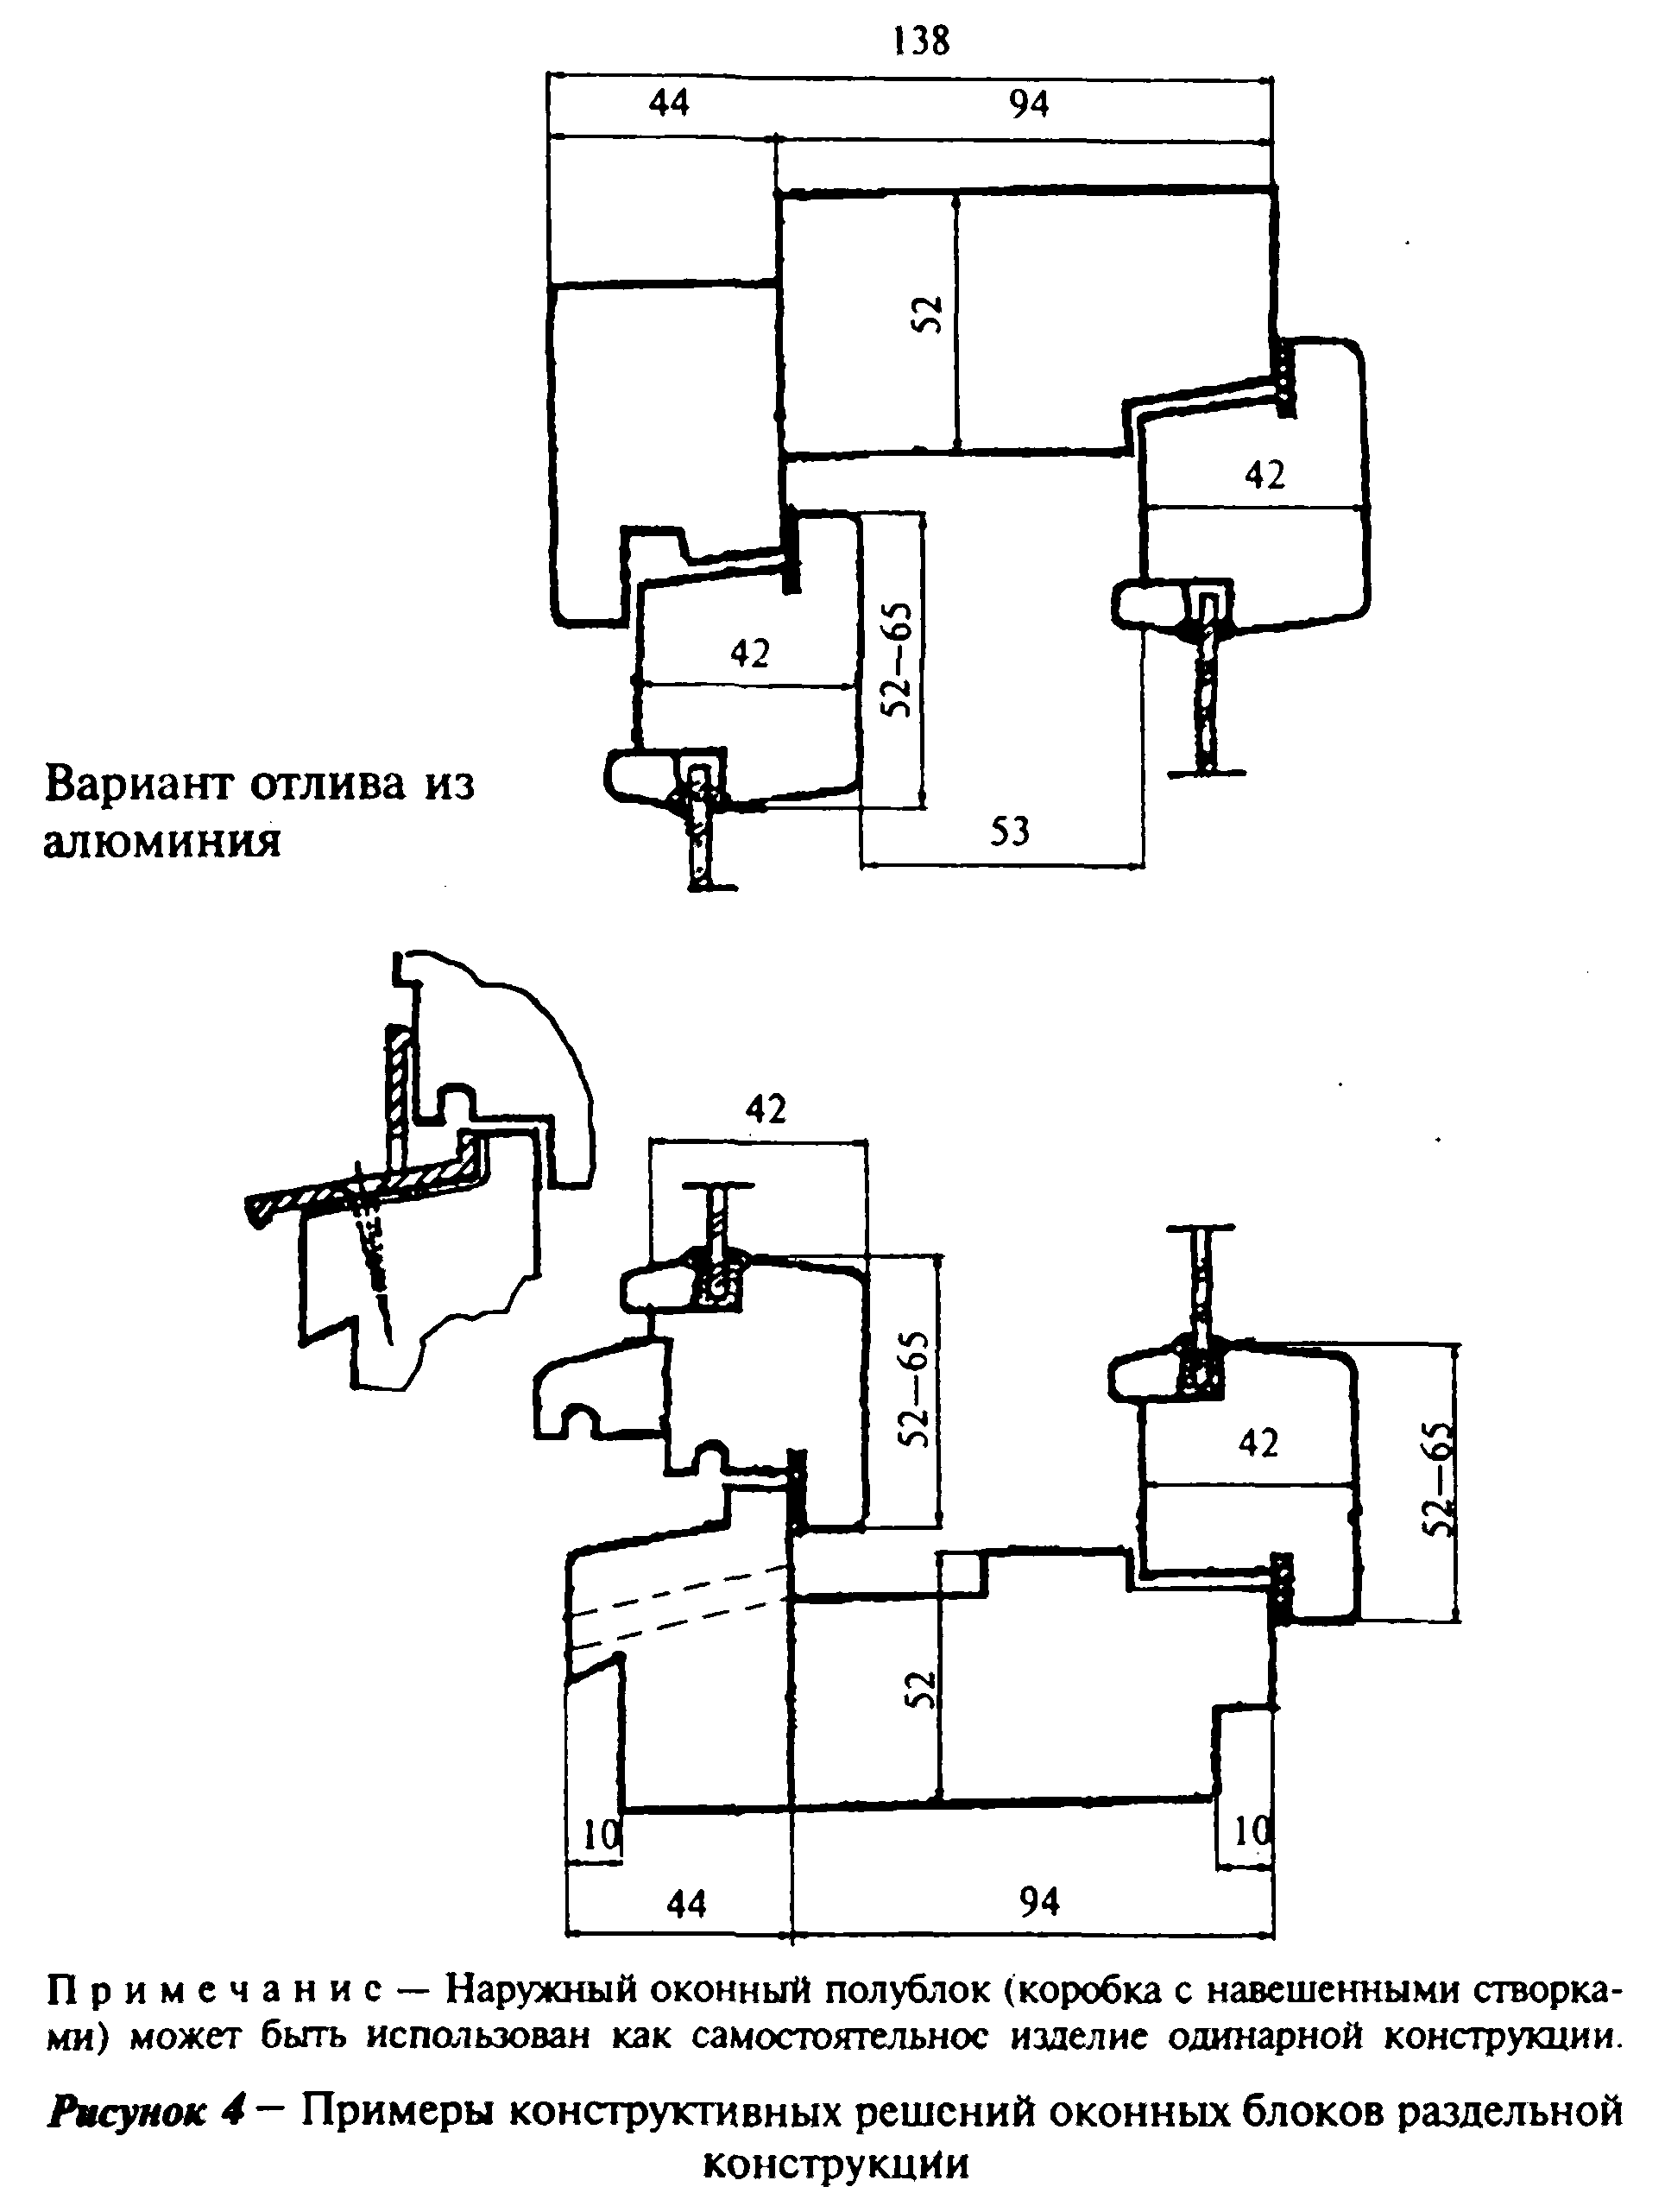 138
44 94
52
42
42
52—65
Вариант отлива из
алюминия
53
42
52—65
42
52—65
52
10
10
44 94
Примечание — Наружный оконный полублок (коробка с навешенными створка-
ми) может быть использован как самостоятельное изделие одинарной конструкции.
Рисунок 4 — Примеры конструктивных решений оконных блоков раздельной
конструкции